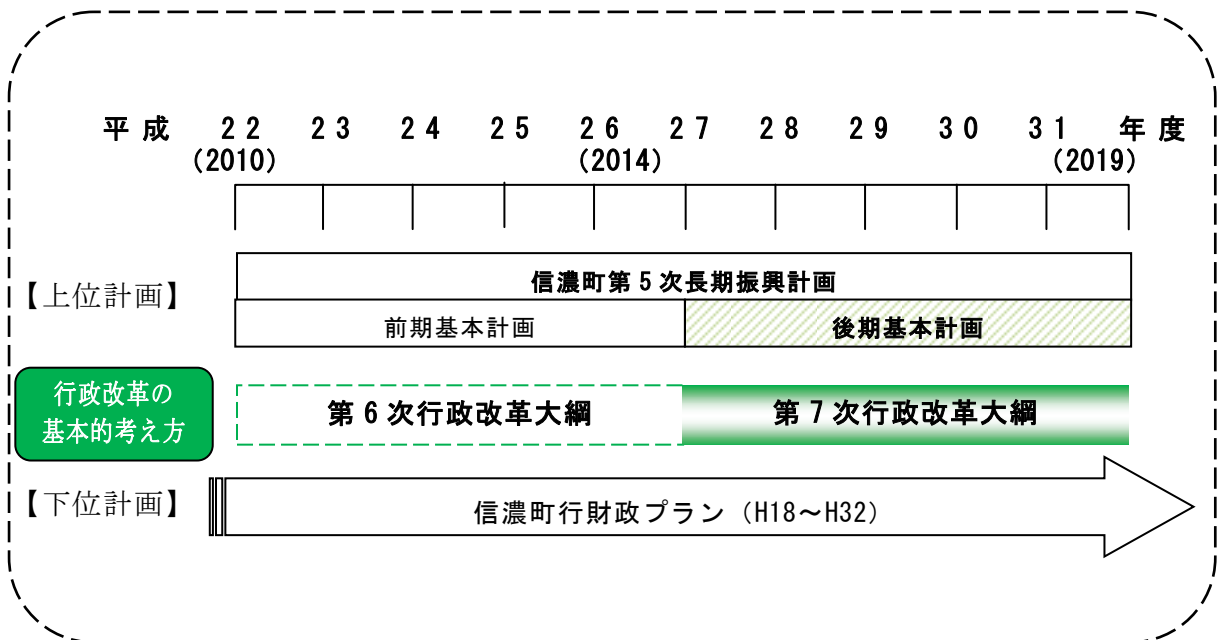 平成 22 23 24 25 26 27 28 29 30 31 年度
(2010) (2014) (2019)
信濃町第5次長期振興計画
【上位計画】
前期基本計画 後期基本計画
行政改革の
基本的考え方
第6次行政改革大綱 第7次行政改革大綱
【下位計画】
信濃町行財政プラン（H18～H32）